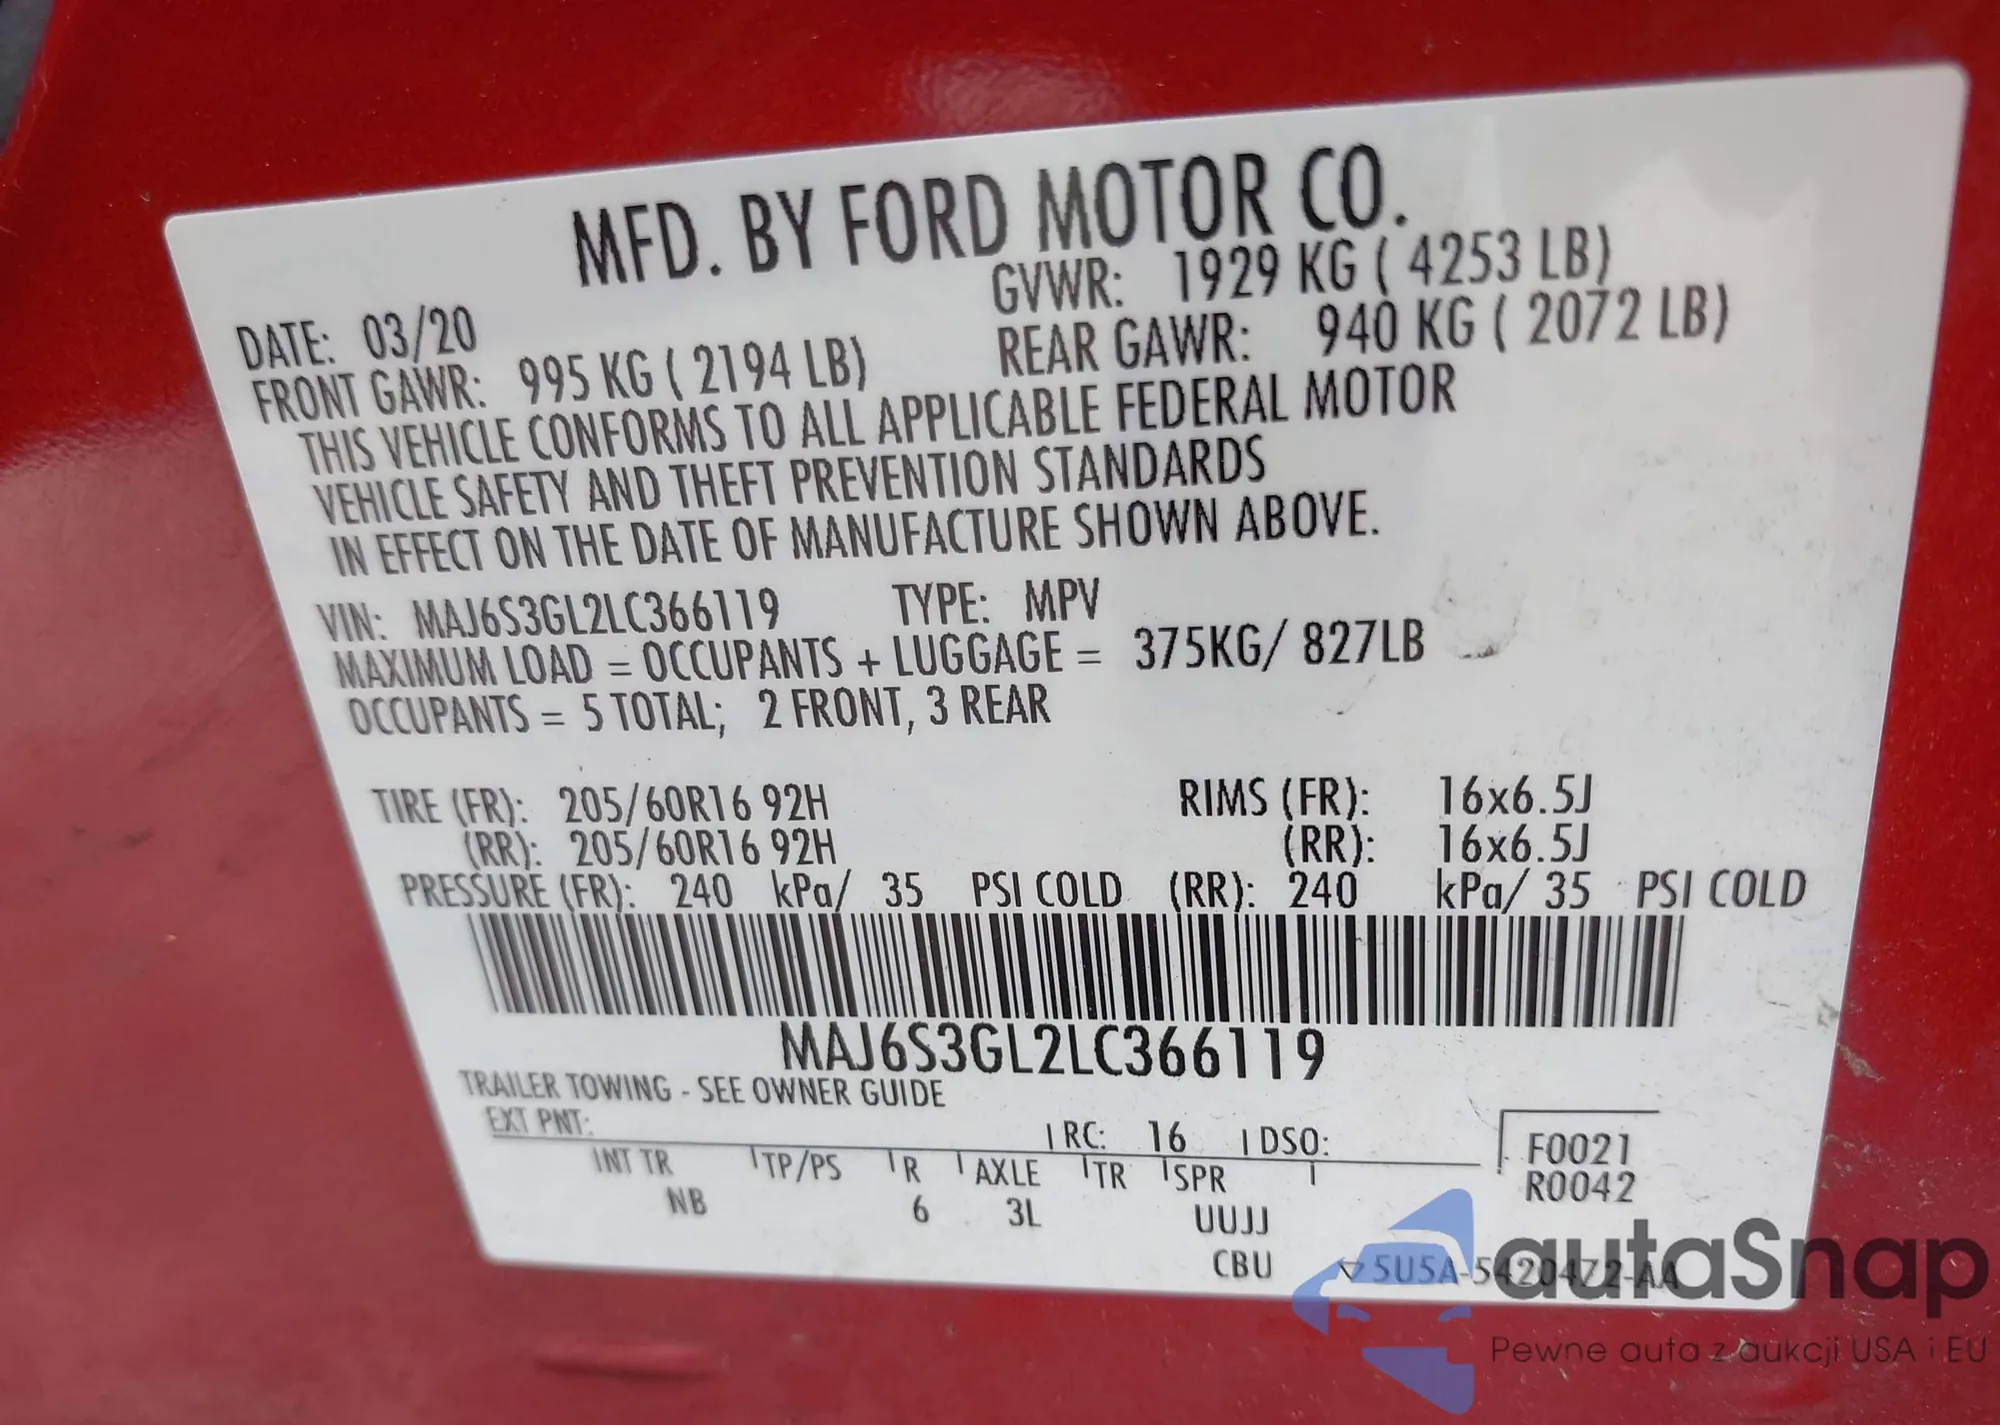 MFD. BY FORD MOTOR CO.
DATE: 03/20 GVWR: 1929 KG ( 4253 LB)
FRONT GAWR: 995 KG ( 2194 LB) REAR GAWR: 940 KG ( 2072 LB)
THIS VEHICLE CONFORMS TO ALL APPLICABLE FEDERAL MOTOR
VEHICLE SAFETY AND THEFT PREVENTION STANDARDS
IN EFFECT ON THE DATE OF MANUFACTURE SHOWN ABOVE.
VIN: MAJ6S3GL2LC366119 TYPE: MPV
MAXIMUM LOAD = OCCUPANTS + LUGGAGE = 375KG/ 827LB
OCCUPANTS = 5 TOTAL; 2 FRONT, 3 REAR
TIRE (FR): 205/60R16 92H RIMS (FR): 16x6.5J
(RR): 205/60R16 92H (RR): 16x6.5J
PRESSURE (FR): 240 kPa/ 35 PSI COLD (RR): 240 kPa/ 35 PSI COLD
MAJ6S3GL2LC366119
TRAILER TOWING - SEE OWNER GUIDE
EXT PNT: RC: 16 DSO: F0021
INT TR TP/PS R AXLE TR SPR R0042
NB 6 3L UUJJ
CBU 5U5A-5420472-AA
autaSnap
Pewne auta z aukcji USA i EU